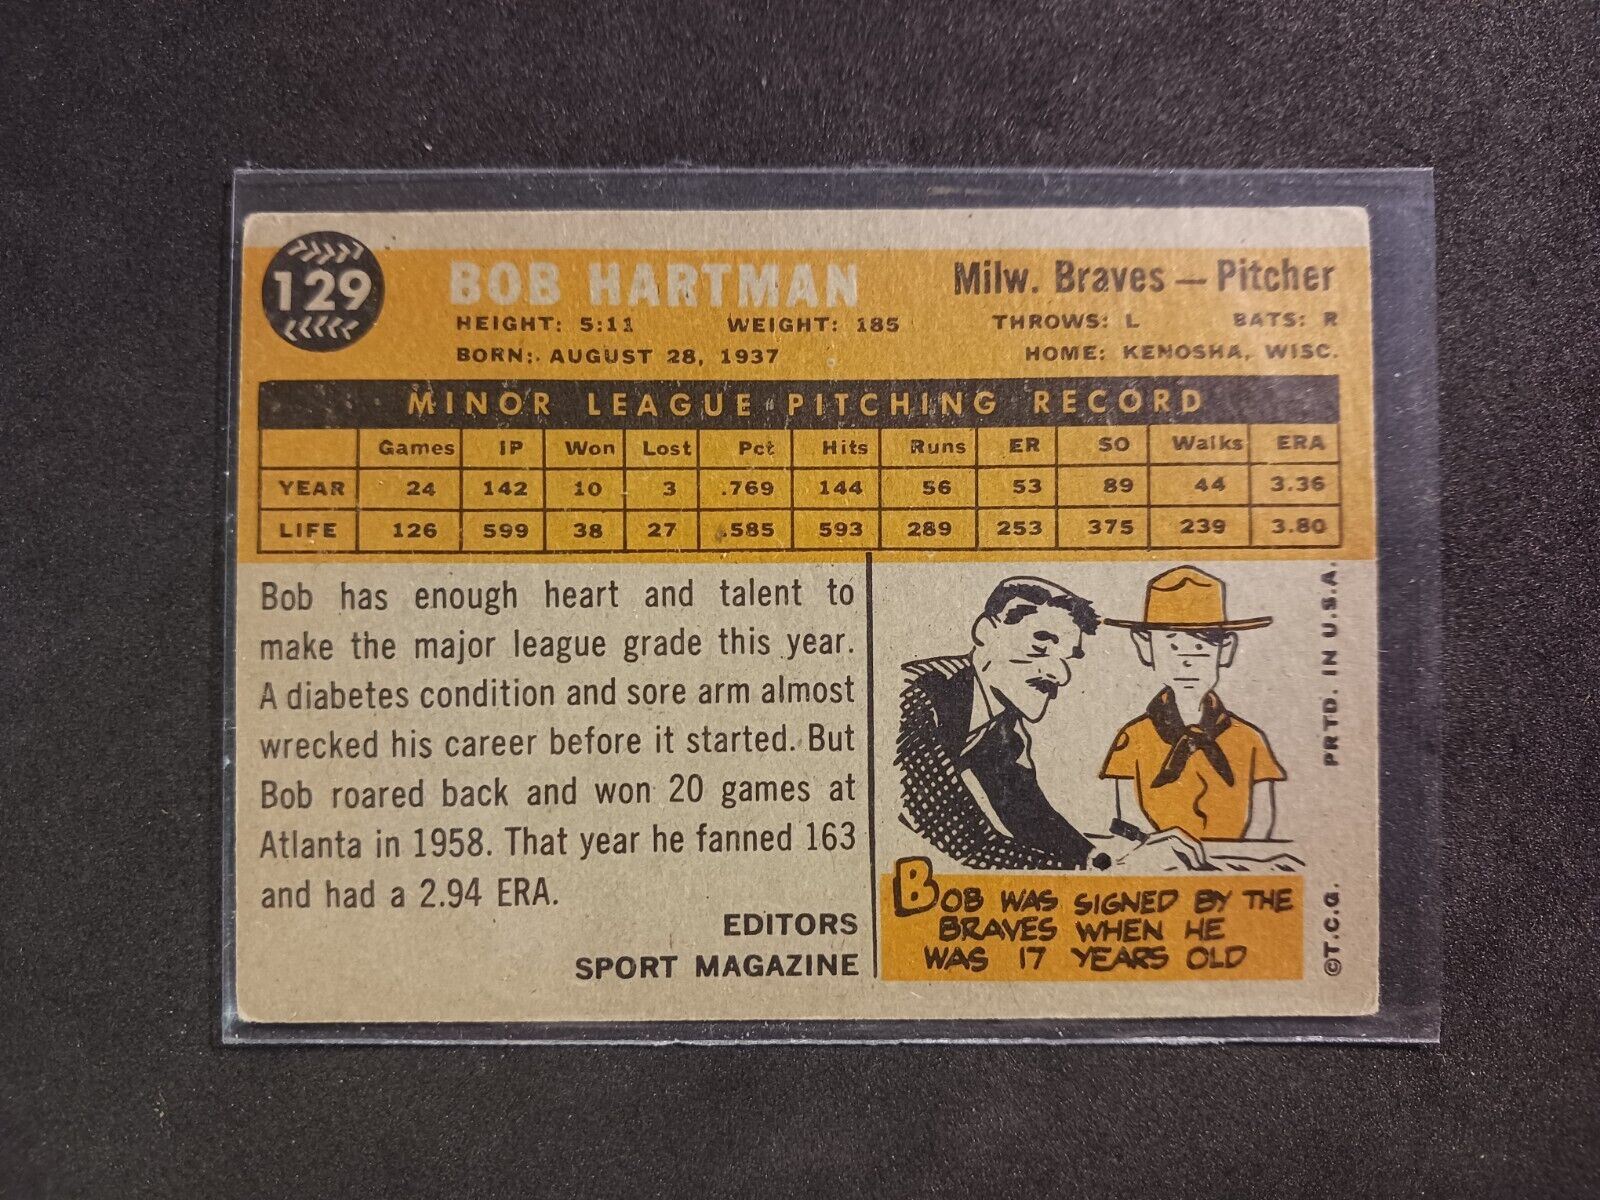 129
BOB HARTMAN
Milw. Braves — Pitcher
HEIGHT: 5:11 WEIGHT: 185 THROWS: L BATS: R
BORN: AUGUST 28, 1937 HOME: KENOSHA, WISC.
MINOR LEAGUE PITCHING RECORD
Games IP Won Lost Pct Hits Runs ER SO Walks ERA
YEAR 24 142 10 3 .769 144 56 53 89 44 3.36
LIFE 126 599 38 27 .585 593 289 253 375 239 3.80
Bob has enough heart and talent to
make the major league grade this year.
A diabetes condition and sore arm almost
wrecked his career before it started. But
Bob roared back and won 20 games at
Atlanta in 1958. That year he fanned 163
and had a 2.94 ERA.
EDITORS
SPORT MAGAZINE
BOB WAS SIGNED BY THE
BRAVES WHEN HE
WAS 17 YEARS OLD
©T.C.G. PRTD. IN U.S.A.